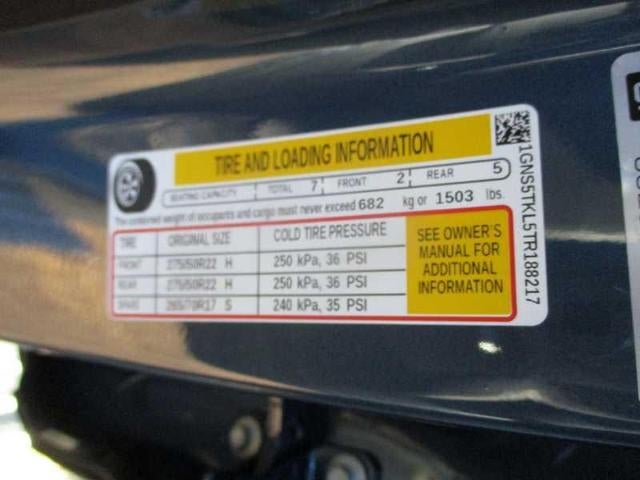 TIRE AND LOADING INFORMATION
SEATING CAPACITY TOTAL 7 FRONT 2 REAR 5
The combined weight of occupants and cargo must never exceed 682 kg or 1503 lbs.
TIRE ORIGINAL SIZE COLD TIRE PRESSURE
FRONT 275/50R22 H 250 kPa, 36 PSI
REAR 275/50R22 H 250 kPa, 36 PSI
SPARE 265/70R17 S 240 kPa, 35 PSI
SEE OWNER'S
MANUAL FOR
ADDITIONAL
INFORMATION
1GNS5TKL5TR188217